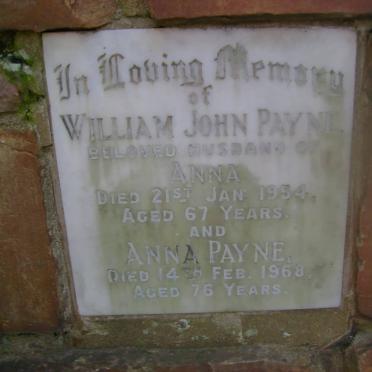 In Loving Memory
of
WILLIAM JOHN PAYNE
BELOVED HUSBAND OF
ANNA
DIED 21ST JAN. 1954.
AGED 67 YEARS.
AND
ANNA PAYNE,
DIED 14TH FEB. 1968.
AGED 76 YEARS.